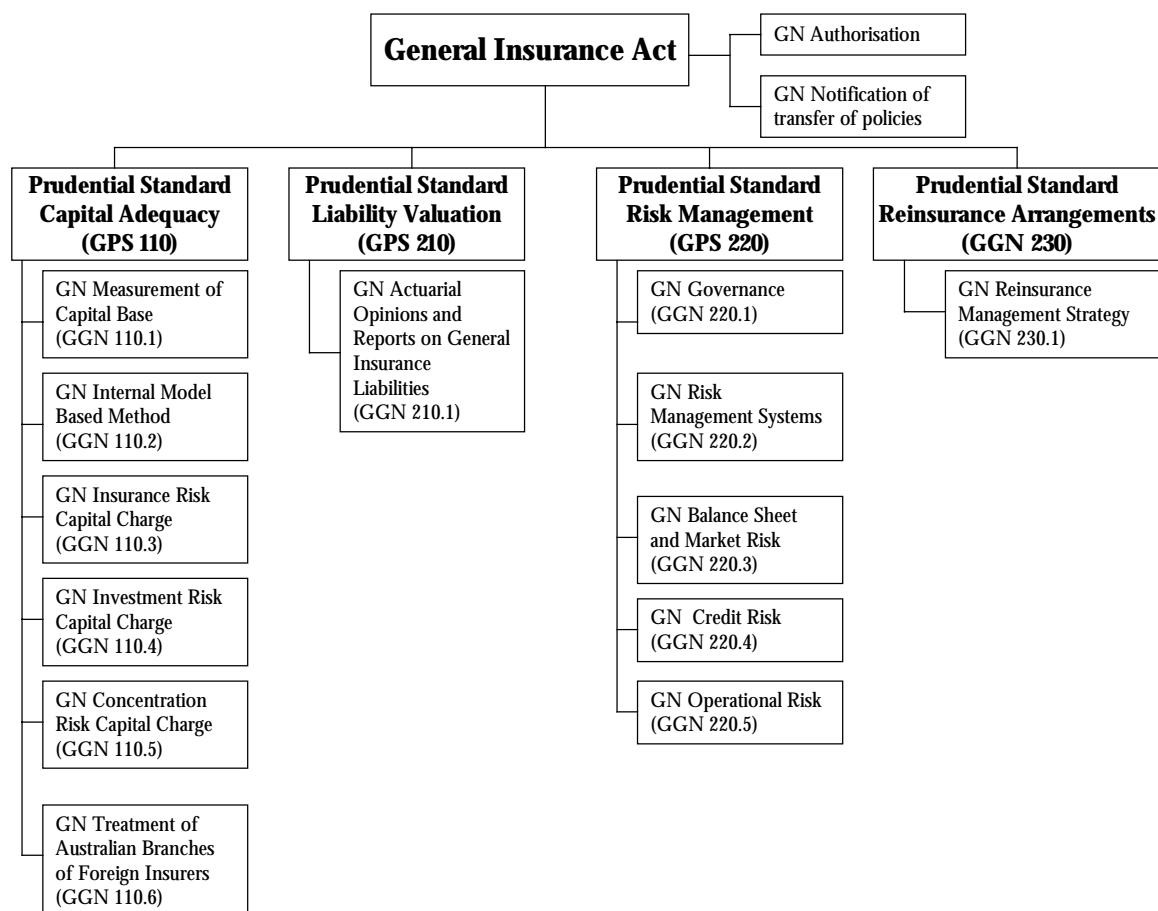 General Insurance Act
GN Authorisation
GN Notification of
transfer of policies
Prudential Standard
Capital Adequacy
(GPS 110)
GN Measurement of
Capital Base
(GGN 110.1)
GN Internal Model
Based Method
(GGN 110.2)
GN Insurance Risk
Capital Charge
(GGN 110.3)
GN Investment Risk
Capital Charge
(GGN 110.4)
GN Concentration
Risk Capital Charge
(GGN 110.5)
GN Treatment of
Australian Branches
of Foreign Insurers
(GGN 110.6)
Prudential Standard
Liability Valuation
(GPS 210)
GN Actuarial
Opinions and
Reports on General
Insurance
Liabilities
(GGN 210.1)
Prudential Standard
Risk Management
(GPS 220)
GN Governance
(GGN 220.1)
GN Risk
Management Systems
(GGN 220.2)
GN Balance Sheet
and Market Risk
(GGN 220.3)
GN Credit Risk
(GGN 220.4)
GN Operational Risk
(GGN 220.5)
Prudential Standard
Reinsurance Arrangements
(GGN 230)
GN Reinsurance
Management Strategy
(GGN 230.1)